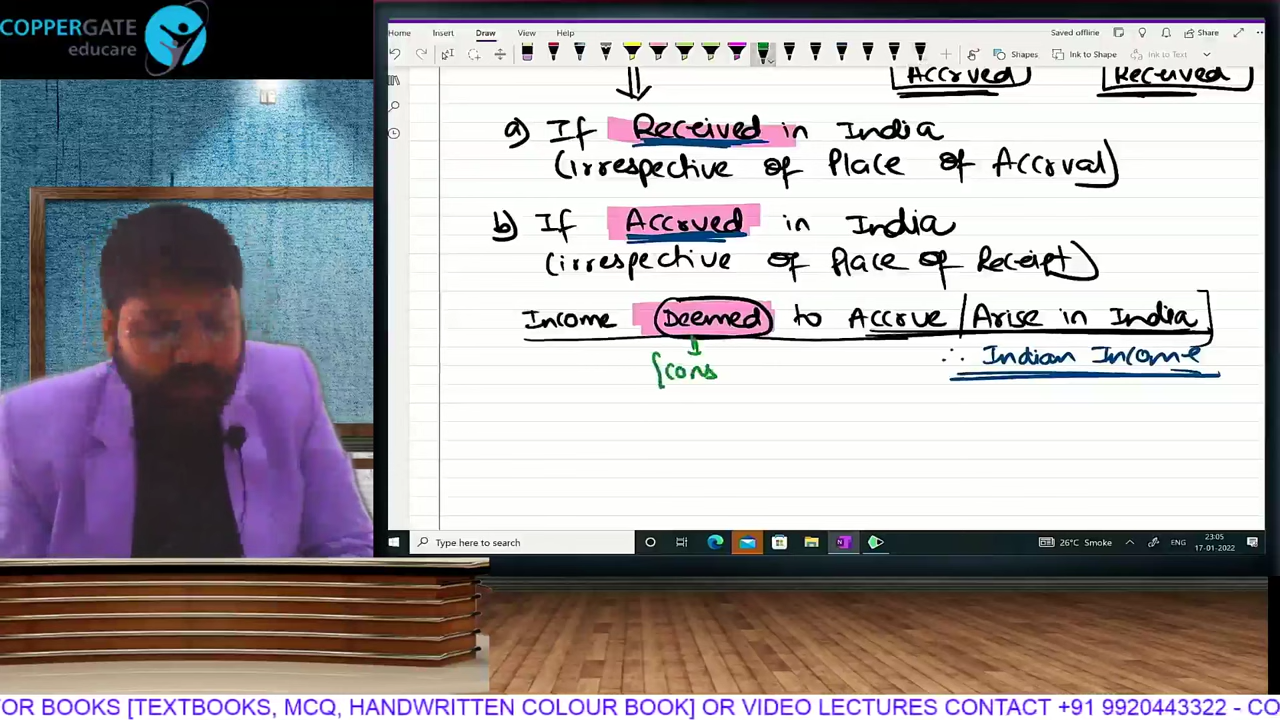 COPPERGATE
educare
Home Insert Draw View Help
Saved offline
Share
Shapes
Ink to Shape
Ink to Text
Accrued Received
a) If Received in India
(irrespective of Place of Accrual)
b) If Accrued in India
(irrespective of Place of Receipt)
Income Deemed to Accrue / Arise in India
∴ Indian Income
(cons
Type here to search
26°C Smoke
ENG
23:05
17-01-2022
OR BOOKS [TEXTBOOKS, MCQ, HANDWRITTEN COLOUR BOOK] OR VIDEO LECTURES CONTACT +91 9920443322 - CO